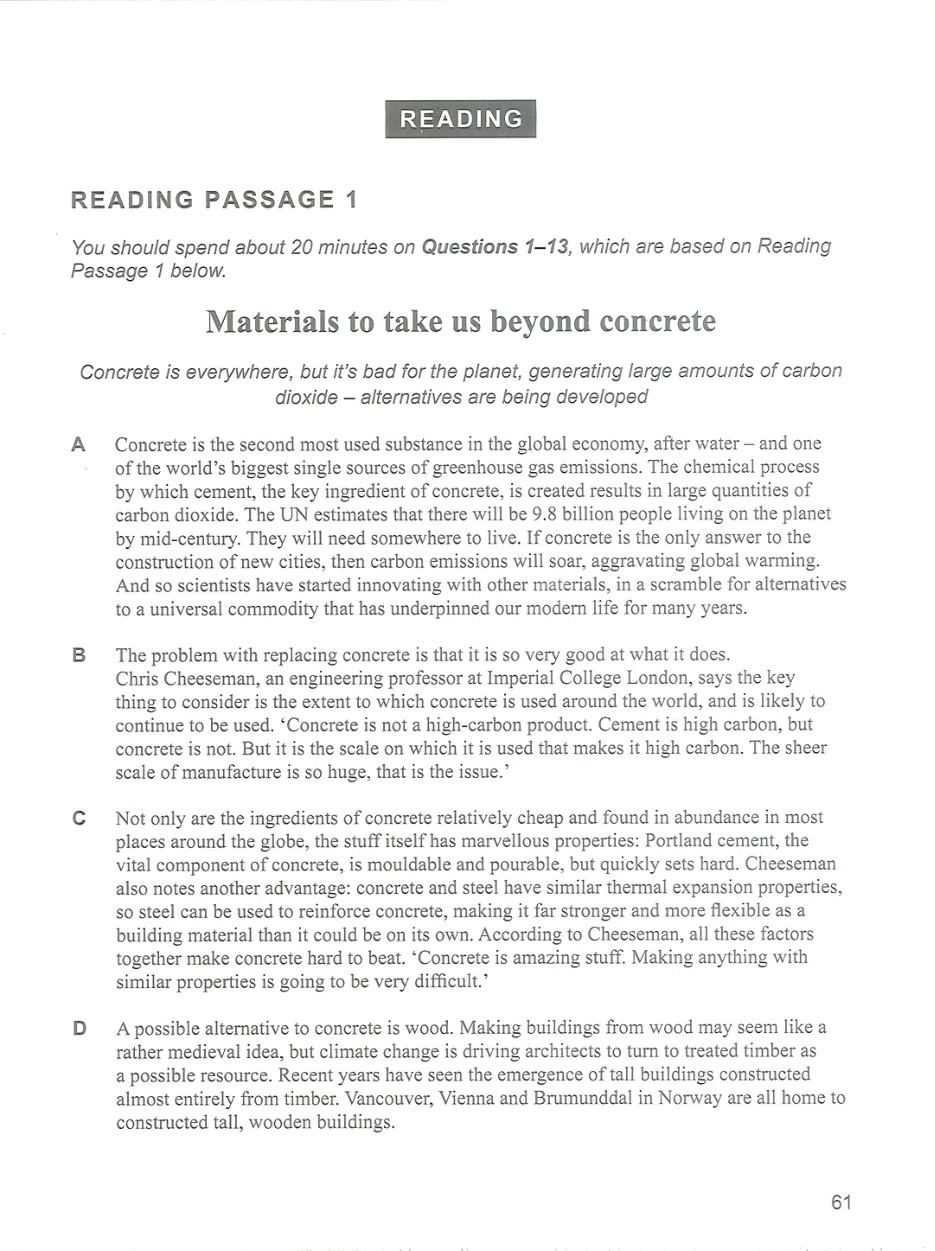 READING
READING PASSAGE 1
You should spend about 20 minutes on Questions 1–13, which are based on Reading
Passage 1 below.
Materials to take us beyond concrete
Concrete is everywhere, but it's bad for the planet, generating large amounts of carbon
dioxide – alternatives are being developed
A Concrete is the second most used substance in the global economy, after water – and one
of the world's biggest single sources of greenhouse gas emissions. The chemical process
by which cement, the key ingredient of concrete, is created results in large quantities of
carbon dioxide. The UN estimates that there will be 9.8 billion people living on the planet
by mid-century. They will need somewhere to live. If concrete is the only answer to the
construction of new cities, then carbon emissions will soar, aggravating global warming.
And so scientists have started innovating with other materials, in a scramble for alternatives
to a universal commodity that has underpinned our modern life for many years.
B The problem with replacing concrete is that it is so very good at what it does.
Chris Cheeseman, an engineering professor at Imperial College London, says the key
thing to consider is the extent to which concrete is used around the world, and is likely to
continue to be used. 'Concrete is not a high-carbon product. Cement is high carbon, but
concrete is not. But it is the scale on which it is used that makes it high carbon. The sheer
scale of manufacture is so huge, that is the issue.'
C Not only are the ingredients of concrete relatively cheap and found in abundance in most
places around the globe, the stuff itself has marvellous properties: Portland cement, the
vital component of concrete, is mouldable and pourable, but quickly sets hard. Cheeseman
also notes another advantage: concrete and steel have similar thermal expansion properties,
so steel can be used to reinforce concrete, making it far stronger and more flexible as a
building material than it could be on its own. According to Cheeseman, all these factors
together make concrete hard to beat. 'Concrete is amazing stuff. Making anything with
similar properties is going to be very difficult.'
D A possible alternative to concrete is wood. Making buildings from wood may seem like a
rather medieval idea, but climate change is driving architects to turn to treated timber as
a possible resource. Recent years have seen the emergence of tall buildings constructed
almost entirely from timber. Vancouver, Vienna and Brumunddal in Norway are all home to
constructed tall, wooden buildings.
61